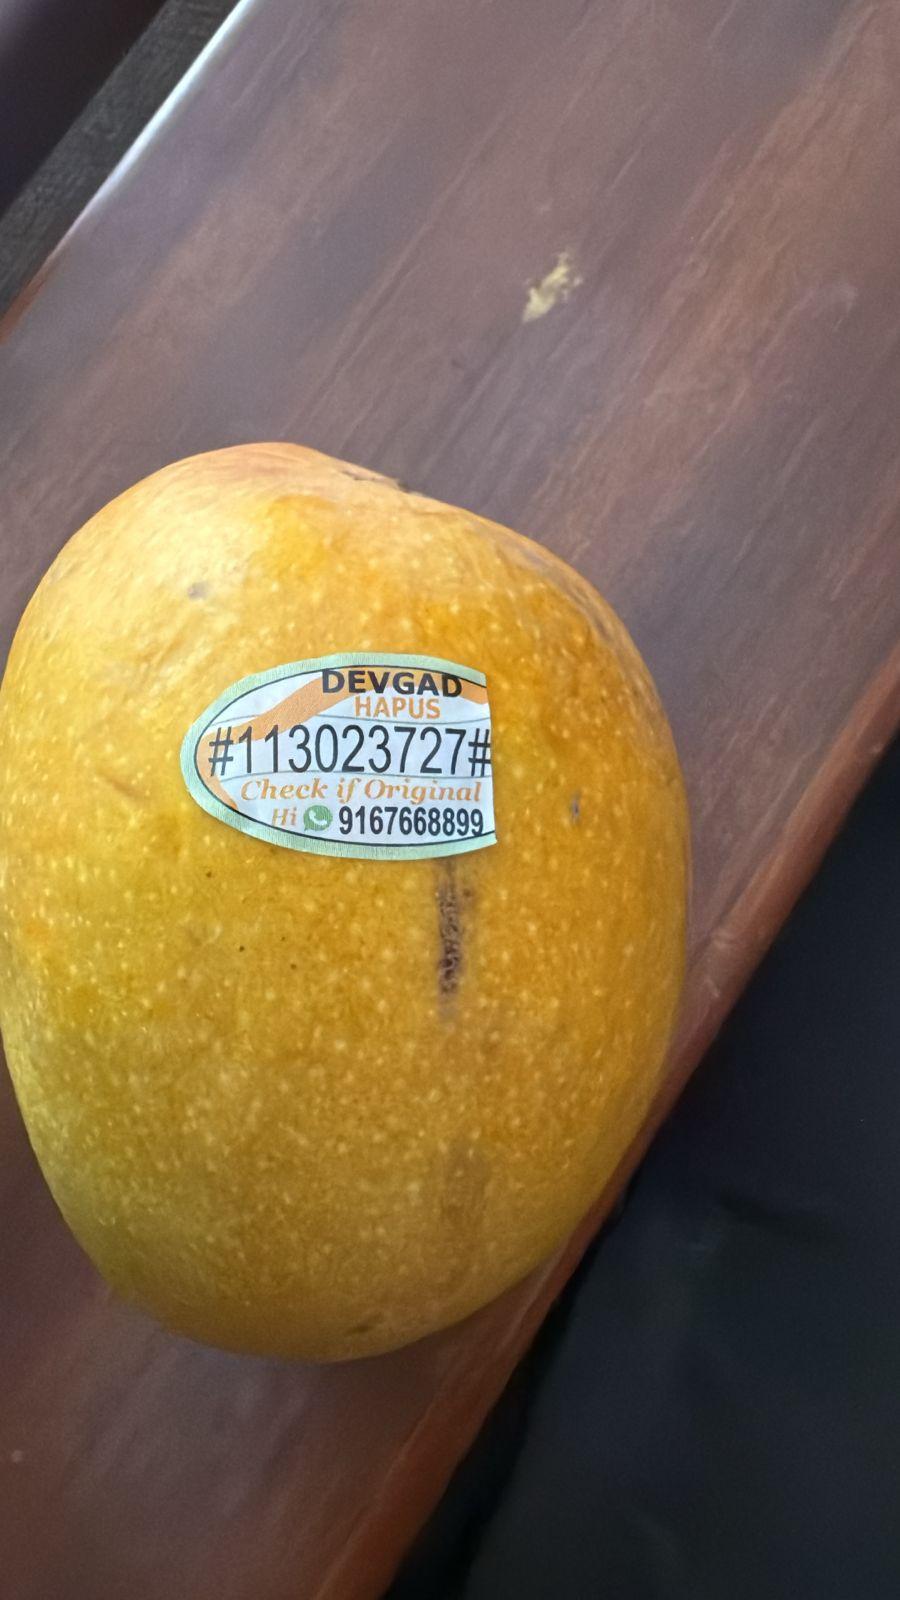 DEVGAD
HAPUS
#113023727#
Check if Original
Hi 9167668899